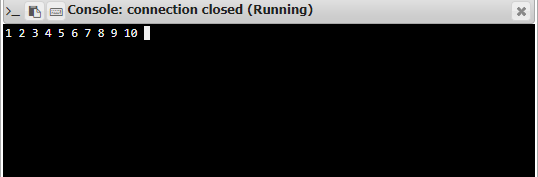 Console: connection closed (Running)
1 2 3 4 5 6 7 8 9 10